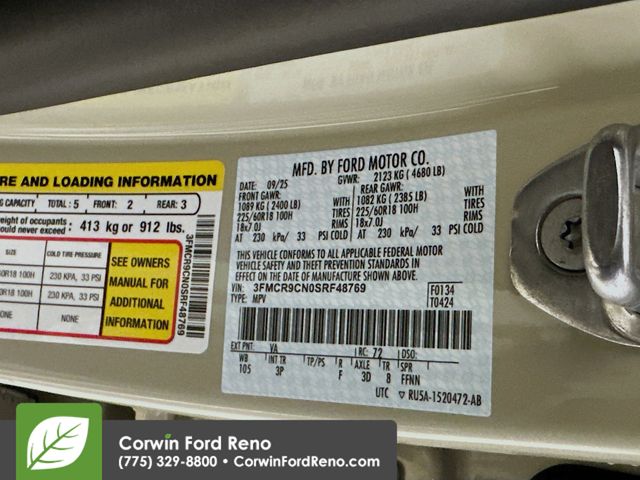 RE AND LOADING INFORMATION
G CAPACITY TOTAL: 5 FRONT: 2 REAR: 3
weight of occupants
uld never exceed 413 kg or 912 lbs.
SIZE COLD TIRE PRESSURE
60R18 100H 230 KPA, 33 PSI
0R18 100H 230 KPA, 33 PSI
NONE NONE
SEE OWNERS
MANUAL FOR
ADDITIONAL
INFORMATION
3FMCR9CN0SRF48769
MFD. BY FORD MOTOR CO.
09/25 GVWR: 2123 KG ( 4680 LB)
FRONT GAWR: REAR GAWR:
1089 KG (2400 LB) WITH 1082 KG ( 2385 LB) WITH
225/60R18 100H TIRES 225/60R18 100H TIRES
18x7.0J RIMS 18x7.0J RIMS
AT 230 kPa/ 33 PSI COLD AT 230 kPa/ 33 PSI COLD
THIS VEHICLE CONFORMS TO ALL APPLICABLE FEDERAL MOTOR
VEHICLE SAFETY AND THEFT PREVENTION STANDARDS
IN EFFECT ON THE DATE OF MANUFACTURE SHOWN ABOVE.
VIN: 3FMCR9CN0SRF48769 F0134
TYPE: MPV T0424
EXT PNT: VA RC: 72 DSO:
WB INT TR TP/PS R AXLE TR SPR
105 3P F 3D 8 FFNN
UTC RU5A-1520472-AB
Corwin Ford Reno
(775) 329-8800 • CorwinFordReno.com